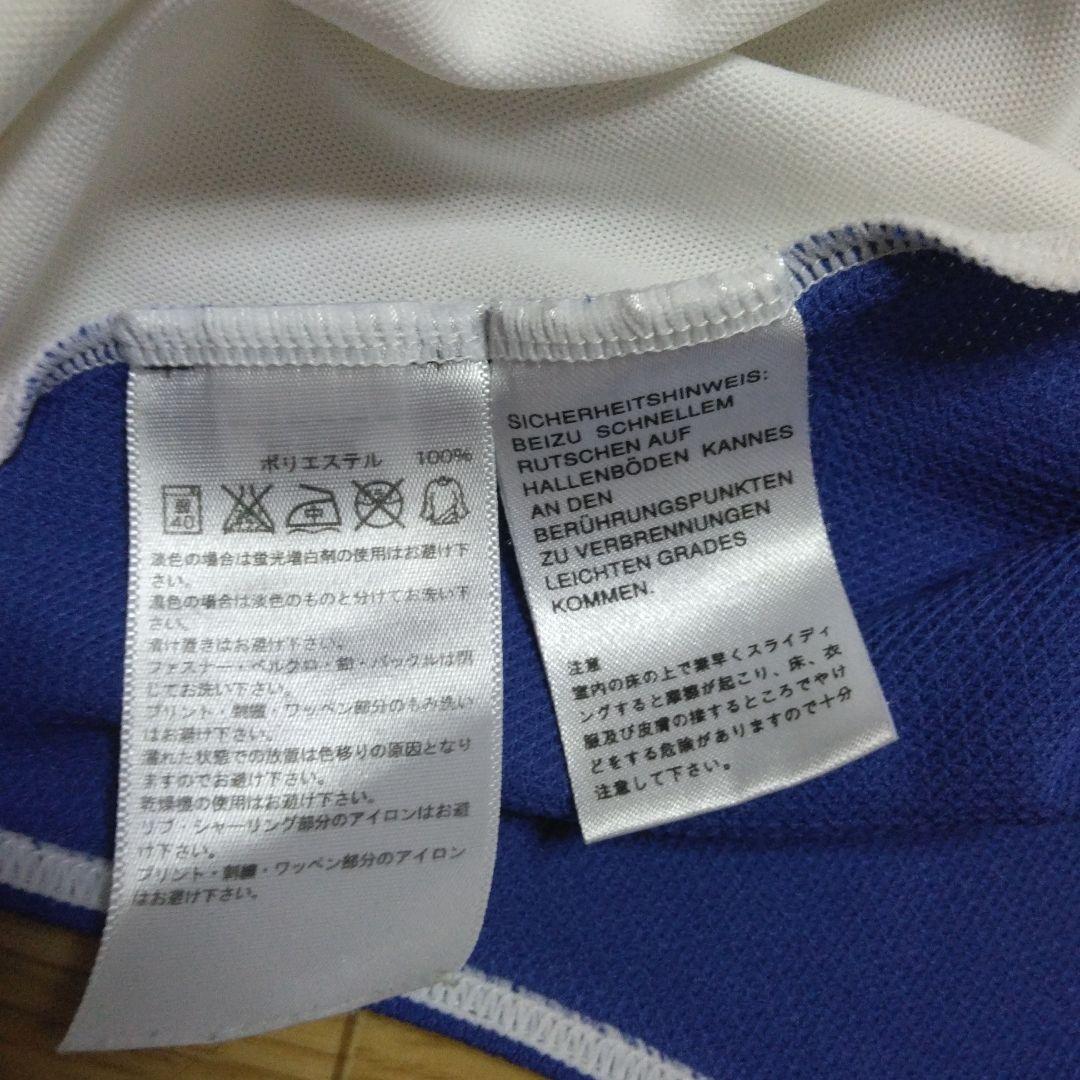 ポリエステル 100%
弱
40
中
淡色の場合は蛍光増白剤の使用はお避け下
さい。
濃色の場合は淡色のものと分けてお洗い下
さい。
漬け置きはお避け下さい。
ファスナー・ベルクロ・釦・バックルは閉
じてお洗い下さい。
プリント・刺繍・ワッペン部分のもみ洗い
はお避け下さい。
濡れた状態での放置は色移りの原因となり
ますのでお避け下さい。
乾燥機の使用はお避け下さい。
リブ・シャーリング部分のアイロンはお避
け下さい。
プリント・刺繍・ワッペン部分のアイロン
はお避け下さい。
SICHERHEITSHINWEIS:
BEIZU SCHNELLEM
RUTSCHEN AUF
HALLENBÖDEN KANNES
AN DEN
BERÜHRUNGSPUNKTEN
ZU VERBRENNUNGEN
LEICHTEN GRADES
KOMMEN.
注意
室内の床の上で素早くスライディ
ングすると摩擦が起こり、床、衣
服及び皮膚の接するところでやけ
どをする危険がありますので十分
注意して下さい。